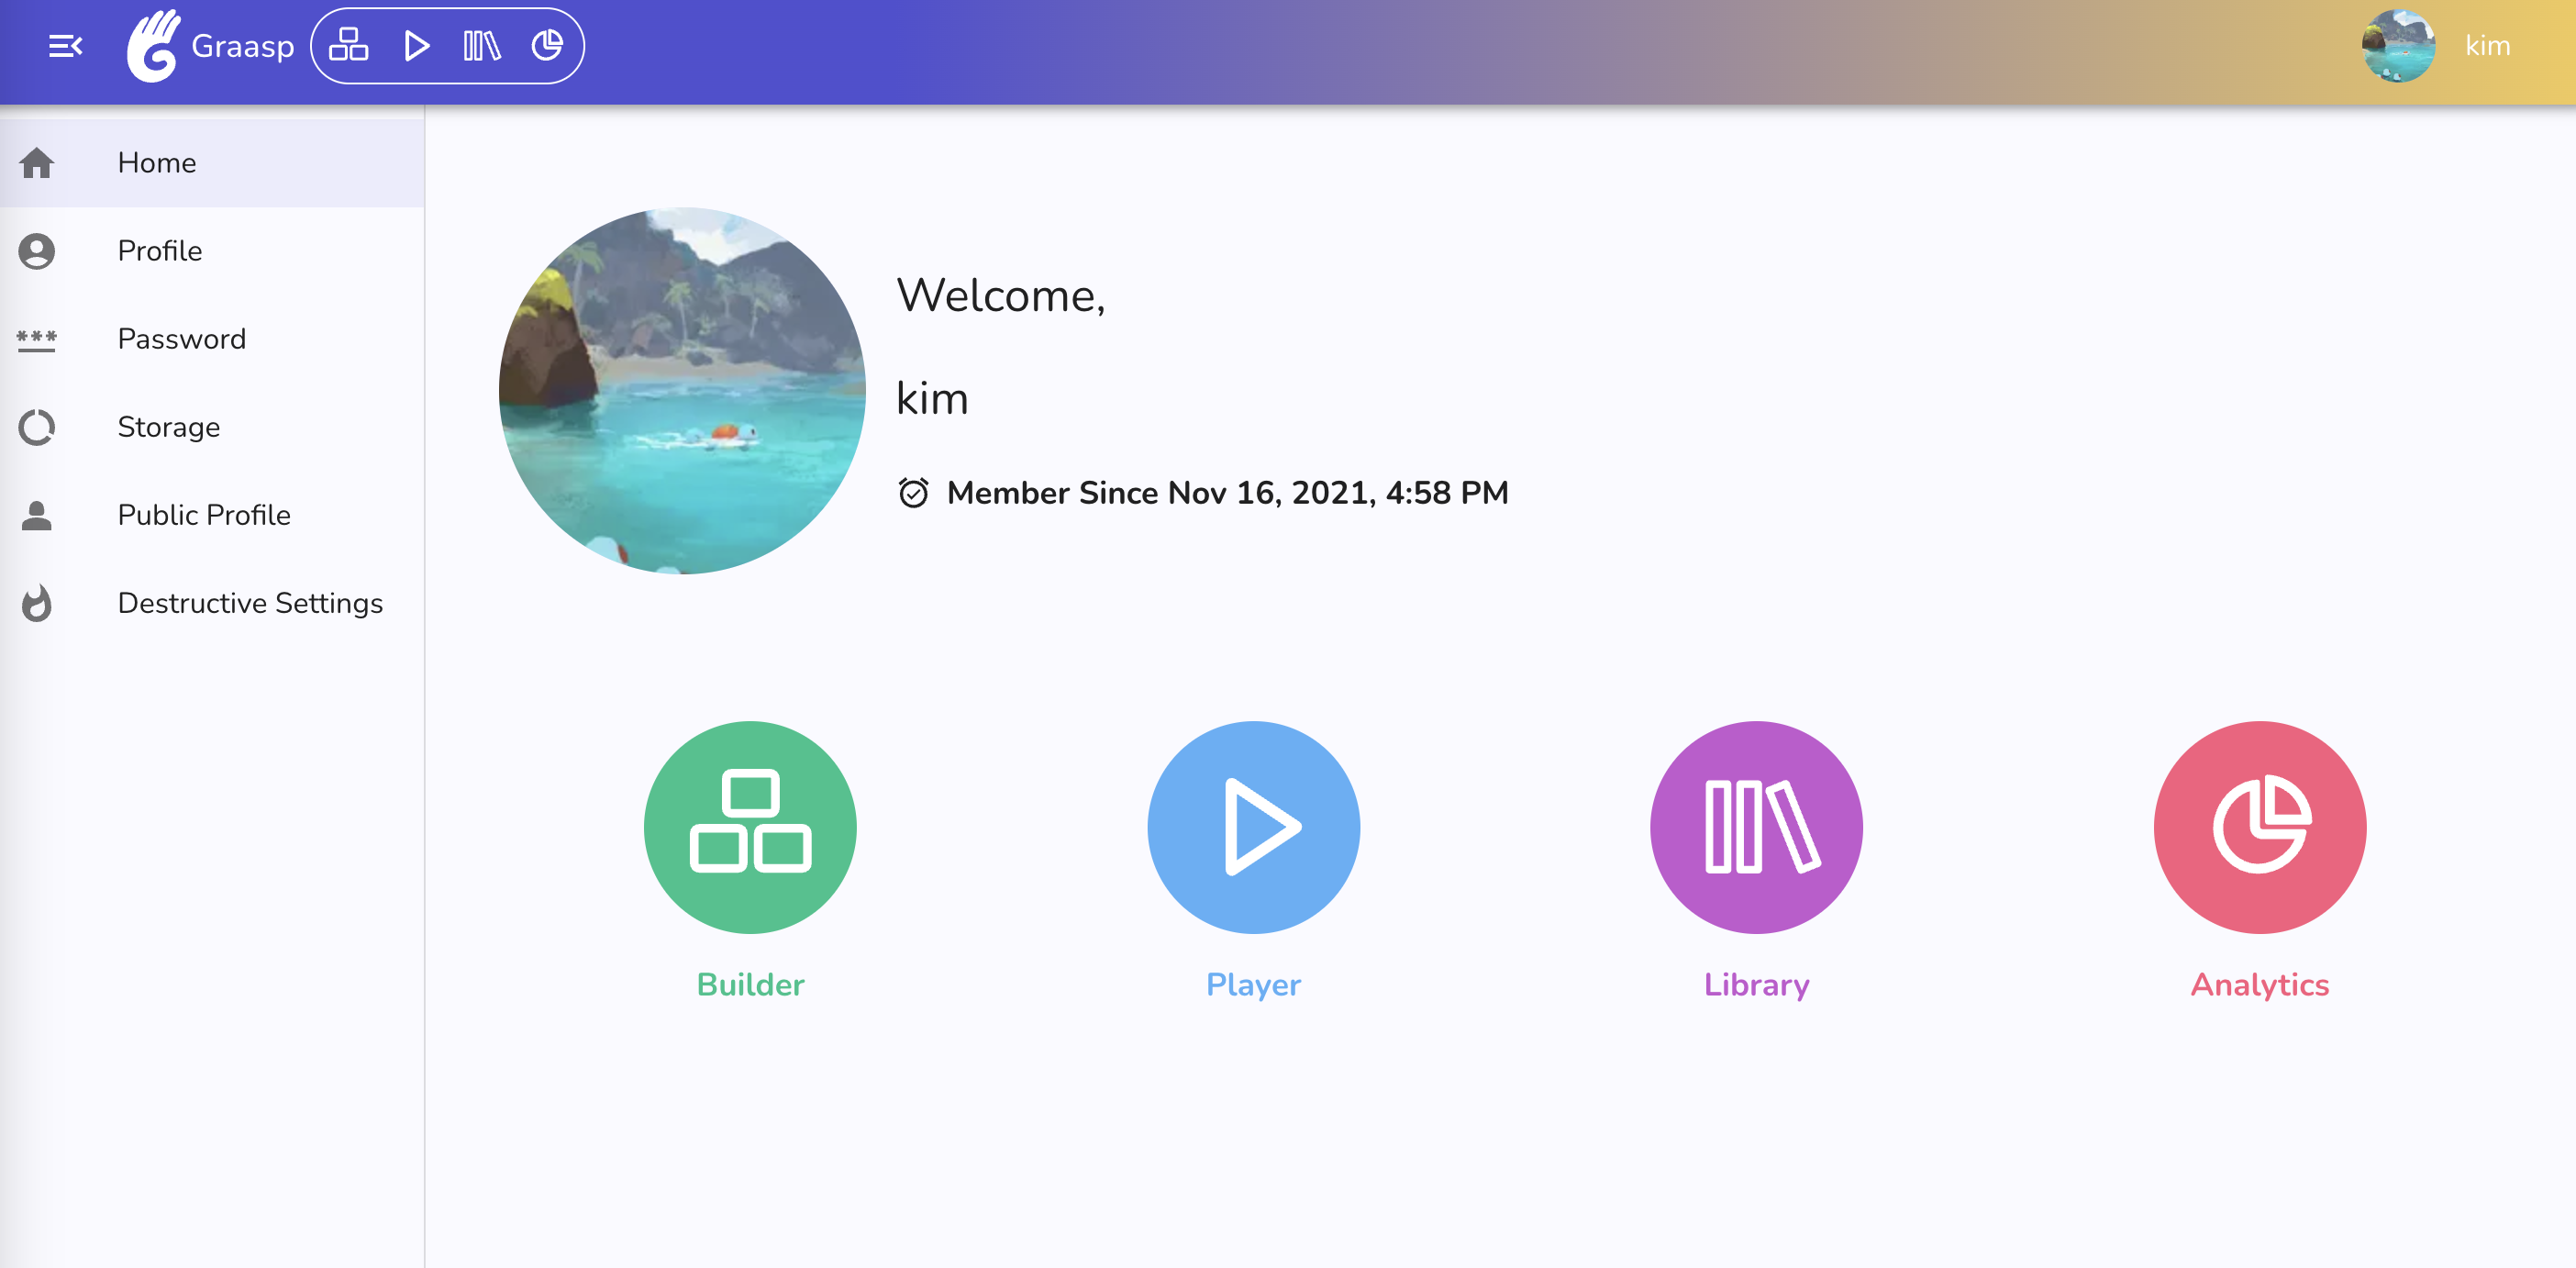 Graasp
kim
Home
Profile
Password
Storage
Public Profile
Destructive Settings
Welcome,
kim
Member Since Nov 16, 2021, 4:58 PM
Builder
Player
Library
Analytics